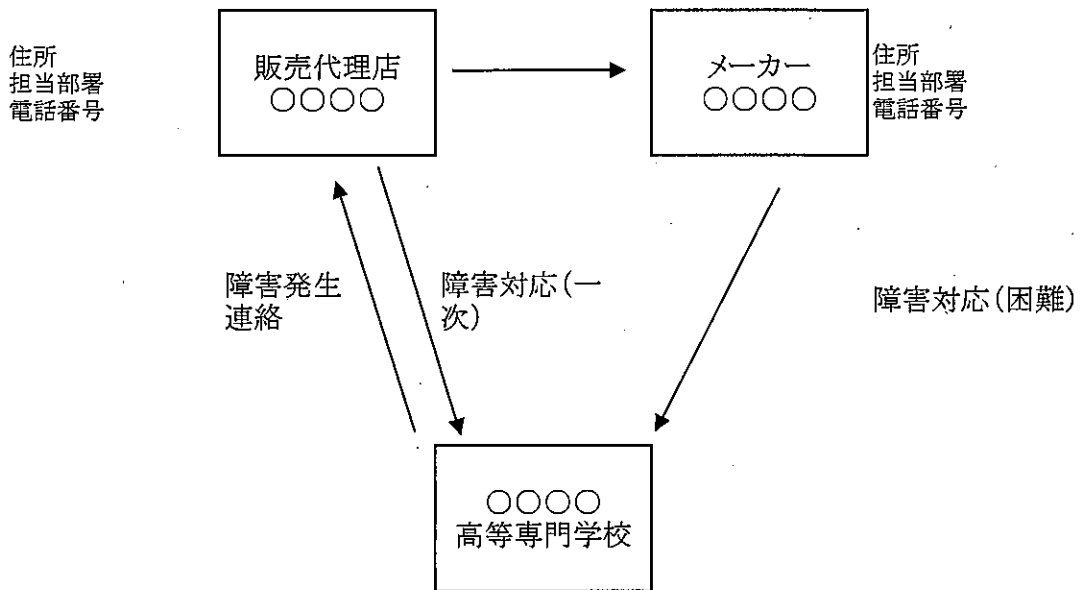 住所
担当部署
電話番号
販売代理店
○○○○
メーカー
○○○○
住所
担当部署
電話番号
障害発生
連絡
障害対応(一
次)
障害対応(困難)
○○○○
高等専門学校